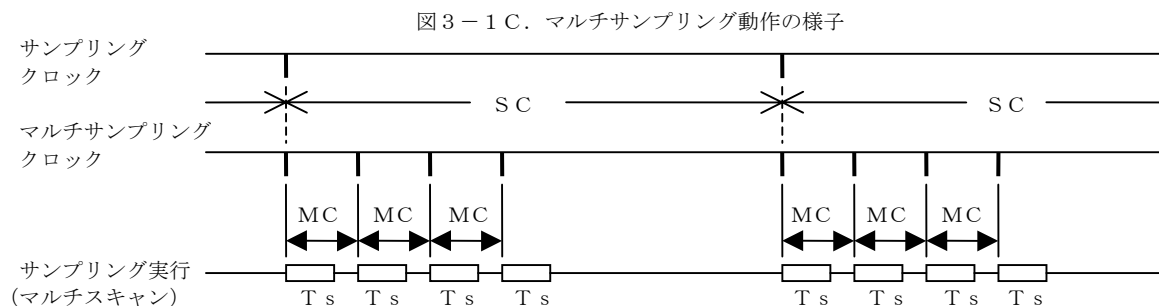 図３－１Ｃ．マルチサンプリング動作の様子
サンプリング
クロック
ＳＣ ＳＣ
マルチサンプリング
クロック
ＭＣ ＭＣ ＭＣ ＭＣ ＭＣ ＭＣ
サンプリング実行
（マルチスキャン）
Ｔｓ Ｔｓ Ｔｓ Ｔｓ Ｔｓ Ｔｓ Ｔｓ Ｔｓ